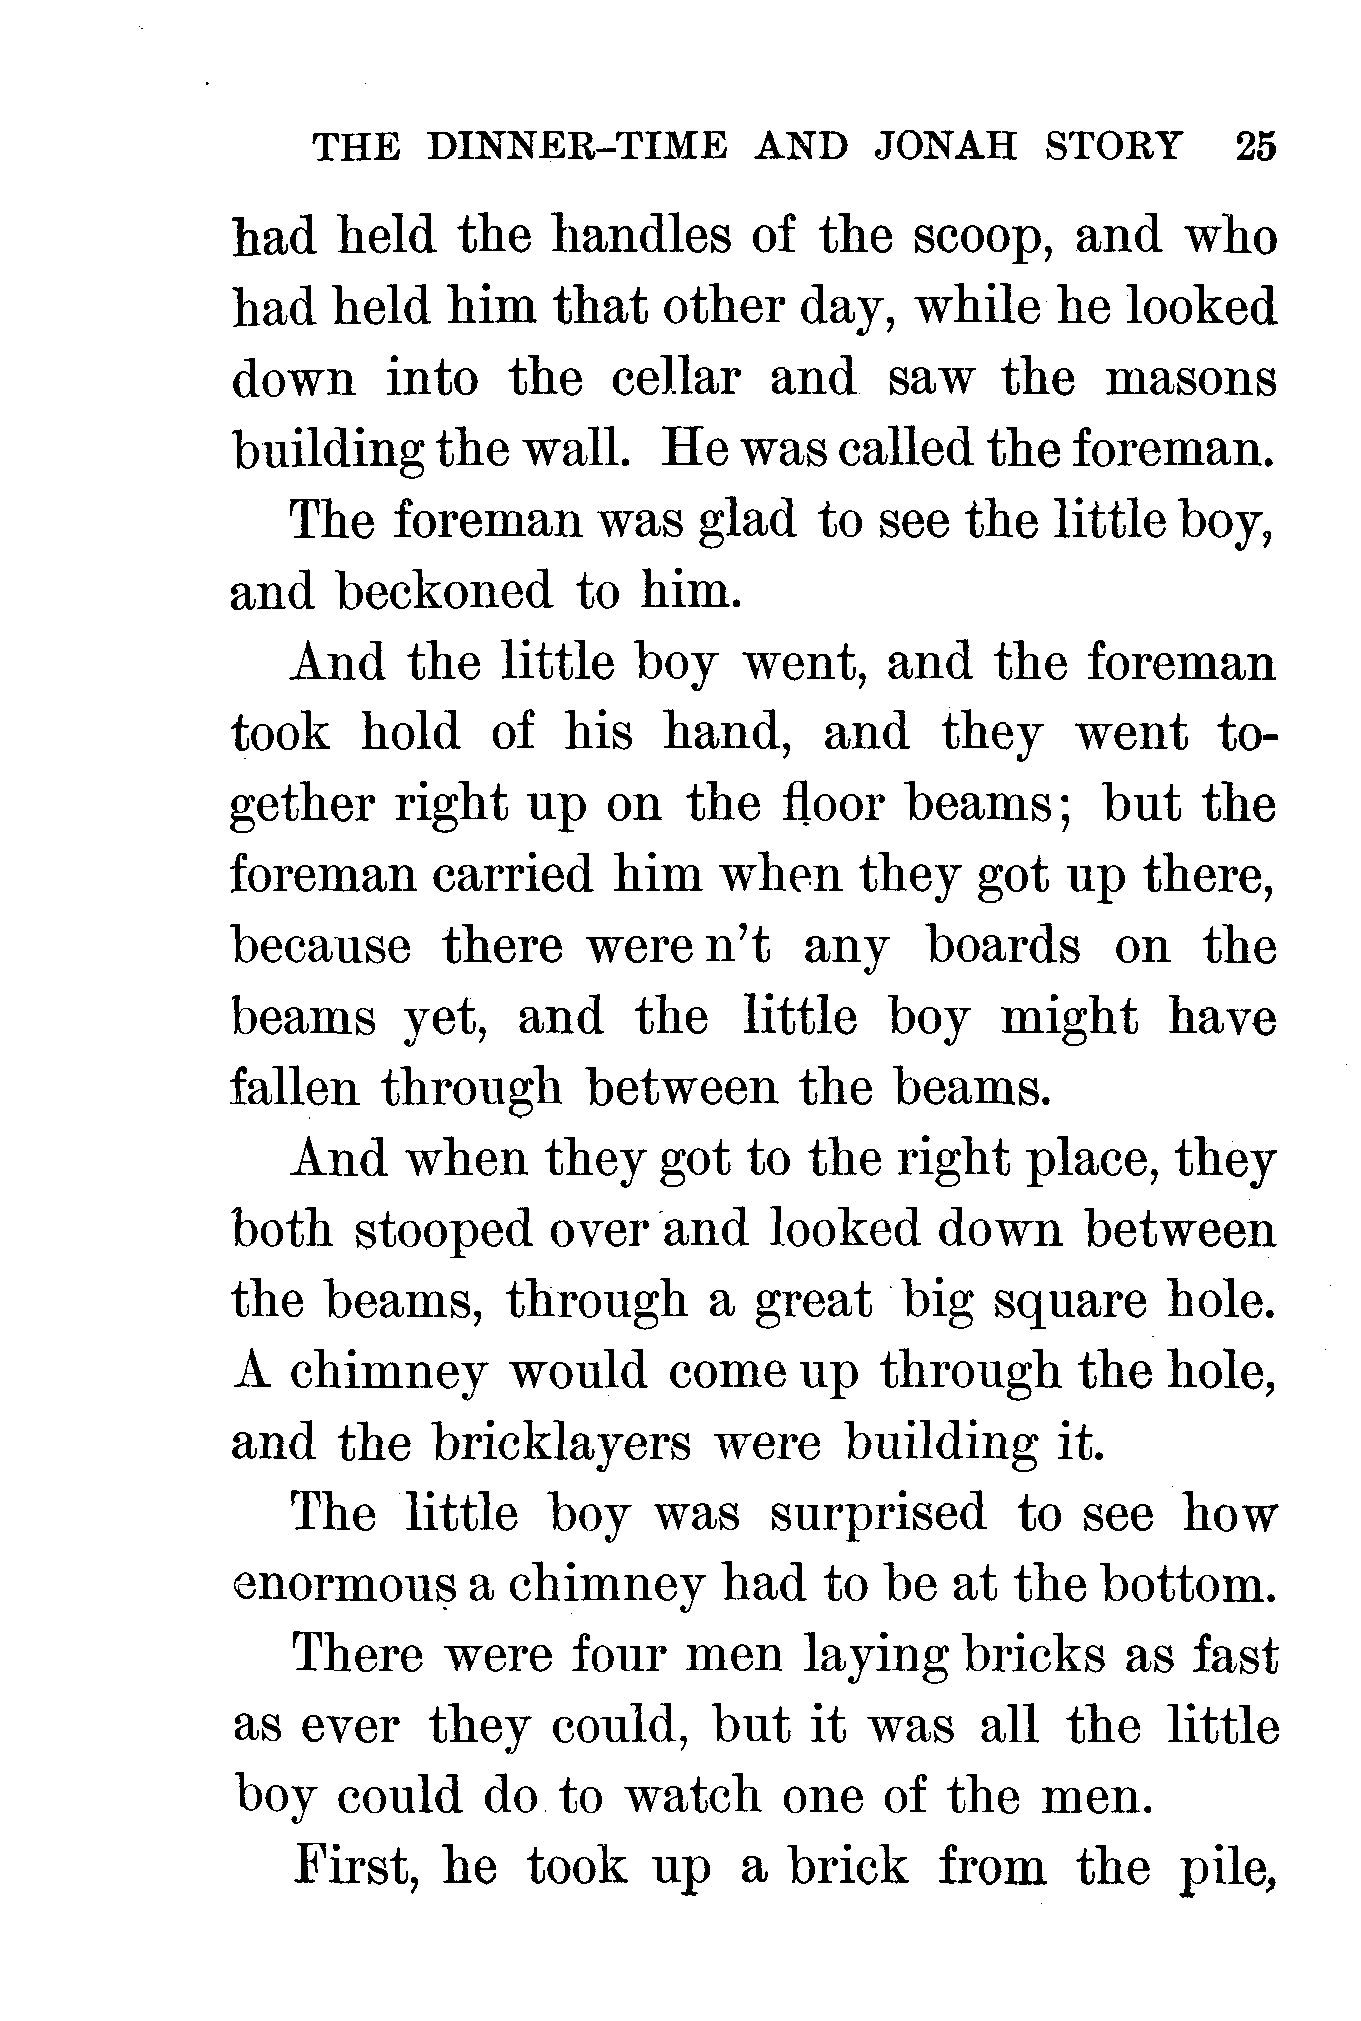 THE DINNER-TIME AND JONAH STORY 25
had held the handles of the scoop, and who
had held him that other day, while he looked
down into the cellar and saw the masons
building the wall. He was called the foreman.
The foreman was glad to see the little boy,
and beckoned to him.
And the little boy went, and the foreman
took hold of his hand, and they went to-
gether right up on the floor beams; but the
foreman carried him when they got up there,
because there were n't any boards on the
beams yet, and the little boy might have
fallen through between the beams.
And when they got to the right place, they
both stooped over and looked down between
the beams, through a great big square hole.
A chimney would come up through the hole,
and the bricklayers were building it.
The little boy was surprised to see how
enormous a chimney had to be at the bottom.
There were four men laying bricks as fast
as ever they could, but it was all the little
boy could do to watch one of the men.
First, he took up a brick from the pile,